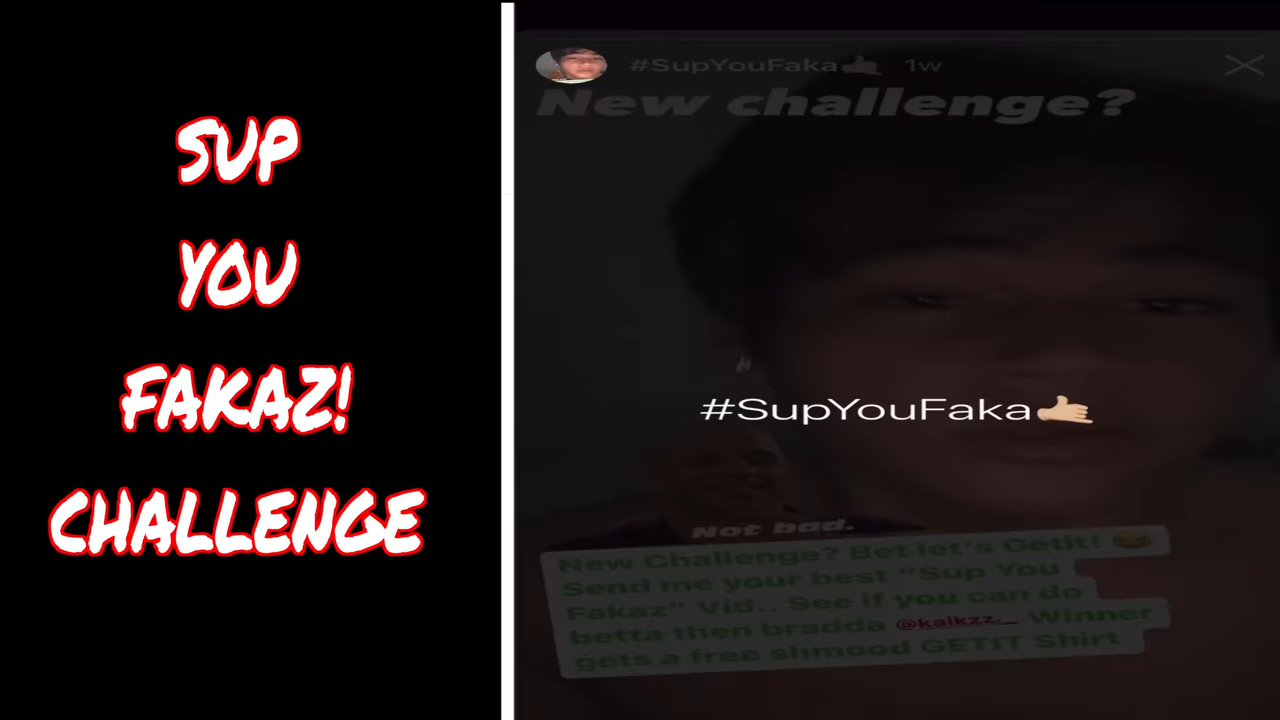 SUP
YOU
FAKAZ!
CHALLENGE
#SupYouFaka🤙🏼 1w
New challenge?
#SupYouFaka🤙🏼
Not bad.
New Challenge? Bet let's Getit! 😂
Send me your best "Sup You
Fakaz" Vid.. See if you can do
betta then bradda @kaikzz._ Winner
gets a free shmood GETIT Shirt